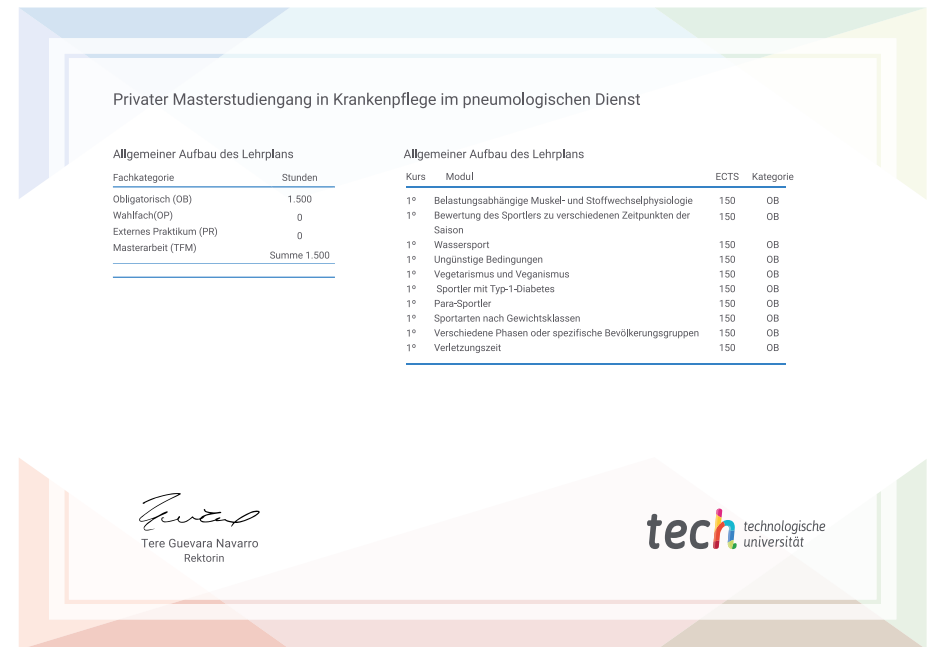 Privater Masterstudiengang in Krankenpflege im pneumologischen Dienst
Allgemeiner Aufbau des Lehrplans
Fachkategorie Stunden
Obligatorisch (OB) 1.500
Wahlfach(OP) 0
Externes Praktikum (PR) 0
Masterarbeit (TFM)
Summe 1.500
Allgemeiner Aufbau des Lehrplans
Kurs Modul ECTS Kategorie
1º Belastungsabhängige Muskel- und Stoffwechselphysiologie 150 OB
1º Bewertung des Sportlers zu verschiedenen Zeitpunkten der 150 OB
Saison
1º Wassersport 150 OB
1º Ungünstige Bedingungen 150 OB
1º Vegetarismus und Veganismus 150 OB
1º Sportler mit Typ-1-Diabetes 150 OB
1º Para-Sportler 150 OB
1º Sportarten nach Gewichtsklassen 150 OB
1º Verschiedene Phasen oder spezifische Bevölkerungsgruppen 150 OB
1º Verletzungszeit 150 OB
Tere Guevara Navarro
Rektorin
tech technologische
universität